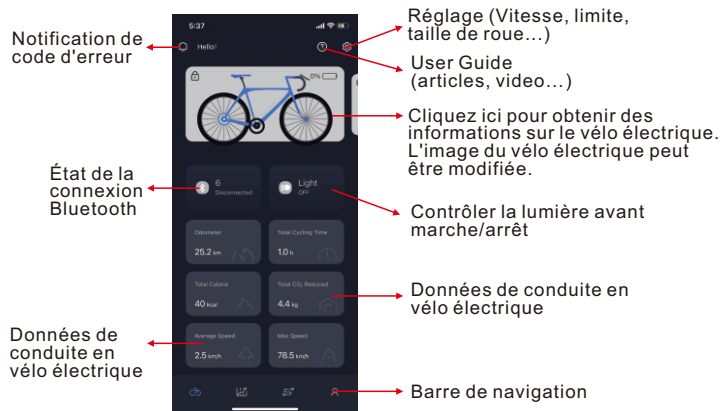 Notification de
code d'erreur
État de la
connexion
Bluetooth
Données de
conduite en
vélo électrique
5:37
Hello!
0%
6
Disconnected
Light
OFF
Odometer
25.2 km
Total Cycling Time
1.0 h
Total Calorie
40 kcal
Total CO₂ Reduced
4.4 kg
Average Speed
2.5 km/h
Max Speed
78.5 km/h
Réglage (Vitesse, limite,
taille de roue...)
User Guide
(articles, video...)
Cliquez ici pour obtenir des
informations sur le vélo électrique.
L'image du vélo électrique peut
être modifiée.
Contrôler la lumière avant
marche/arrêt
Données de conduite en
vélo électrique
Barre de navigation